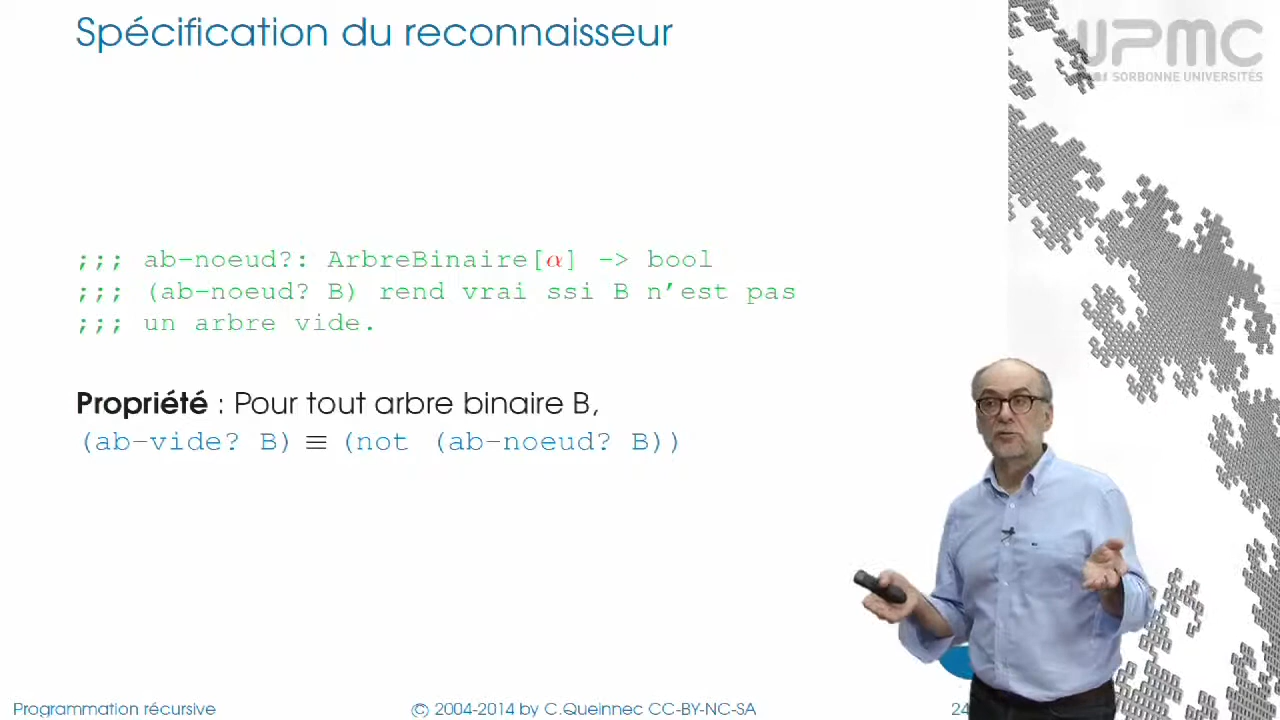 Spécification du reconnaisseur
UPMC
SORBONNE UNIVERSITÉS
;;; ab-noeud?: ArbreBinaire[α] -> bool
;;; (ab-noeud? B) rend vrai ssi B n'est pas
;;; un arbre vide.
Propriété : Pour tout arbre binaire B,
(ab-vide? B) ≡ (not (ab-noeud? B))
Programmation récursive
© 2004-2014 by C.Queinnec CC-BY-NC-SA
24